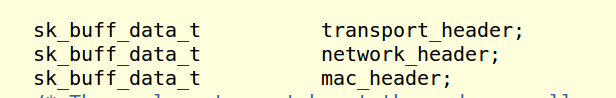 sk_buff_data_t transport_header;
sk_buff_data_t network_header;
sk_buff_data_t mac_header;